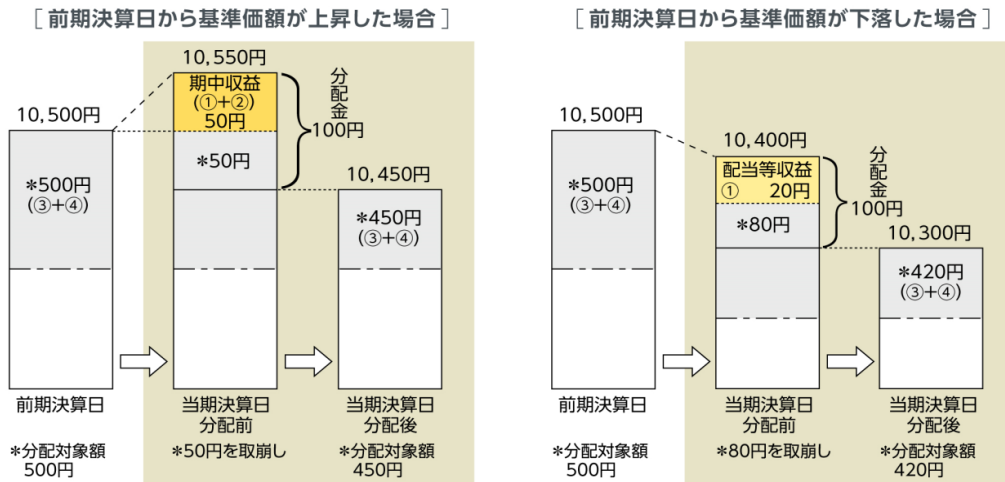 [前期決算日から基準価額が上昇した場合]
10,550円
期中収益
(①+②)
50円
分配金
100円
10,500円
*50円
10,450円
*500円
(③+④)
*450円
(③+④)
前期決算日
当期決算日
分配前
当期決算日
分配後
*分配対象額
500円
*50円を取崩し
*分配対象額
450円
[前期決算日から基準価額が下落した場合]
10,500円
10,400円
配当等収益
① 20円
分配金
100円
*500円
(③+④)
*80円
10,300円
*420円
(③+④)
前期決算日
当期決算日
分配前
当期決算日
分配後
*分配対象額
500円
*80円を取崩し
*分配対象額
420円